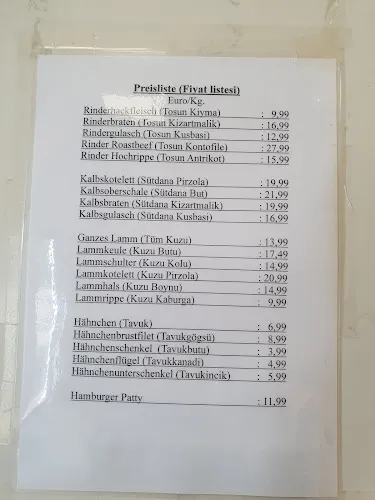 Preisliste (Fiyat listesi)
Euro/Kg.
Rinderhackfleisch (Tosun Kiyma) : 9,99
Rinderbraten (Tosun Kizartmalik) : 16,99
Rindergulasch (Tosun Kusbasi) : 12,99
Rinder Roastbeef (Tosun Kontofile) : 27,99
Rinder Hochrippe (Tosun Antrikot) : 15,99
Kalbskotelett (Sütdana Pirzola) : 19,99
Kalbsoberschale (Sütdana But) : 21,99
Kalbsbraten (Sütdana Kizartmalik) : 19,99
Kalbsgulasch (Sütdana Kusbasi) : 16,99
Ganzes Lamm (Tüm Kuzu) : 13,99
Lammkeule (Kuzu Butu) : 17,49
Lammschulter (Kuzu Kolu) : 14,99
Lammkotelett (Kuzu Pirzola) : 20,99
Lammhals (Kuzu Boynu) : 14,99
Lammrippe (Kuzu Kaburga) : 9,99
Hähnchen (Tavuk) : 6,99
Hähnchenbrustfilet (Tavukgögsü) : 8,99
Hähnchenschenkel (Tavukbutu) : 3,99
Hähnchenflügel (Tavukkanadi) : 4,99
Hähnchenunterschenkel (Tavukincik) : 5,99
Hamburger Patty : 11,99